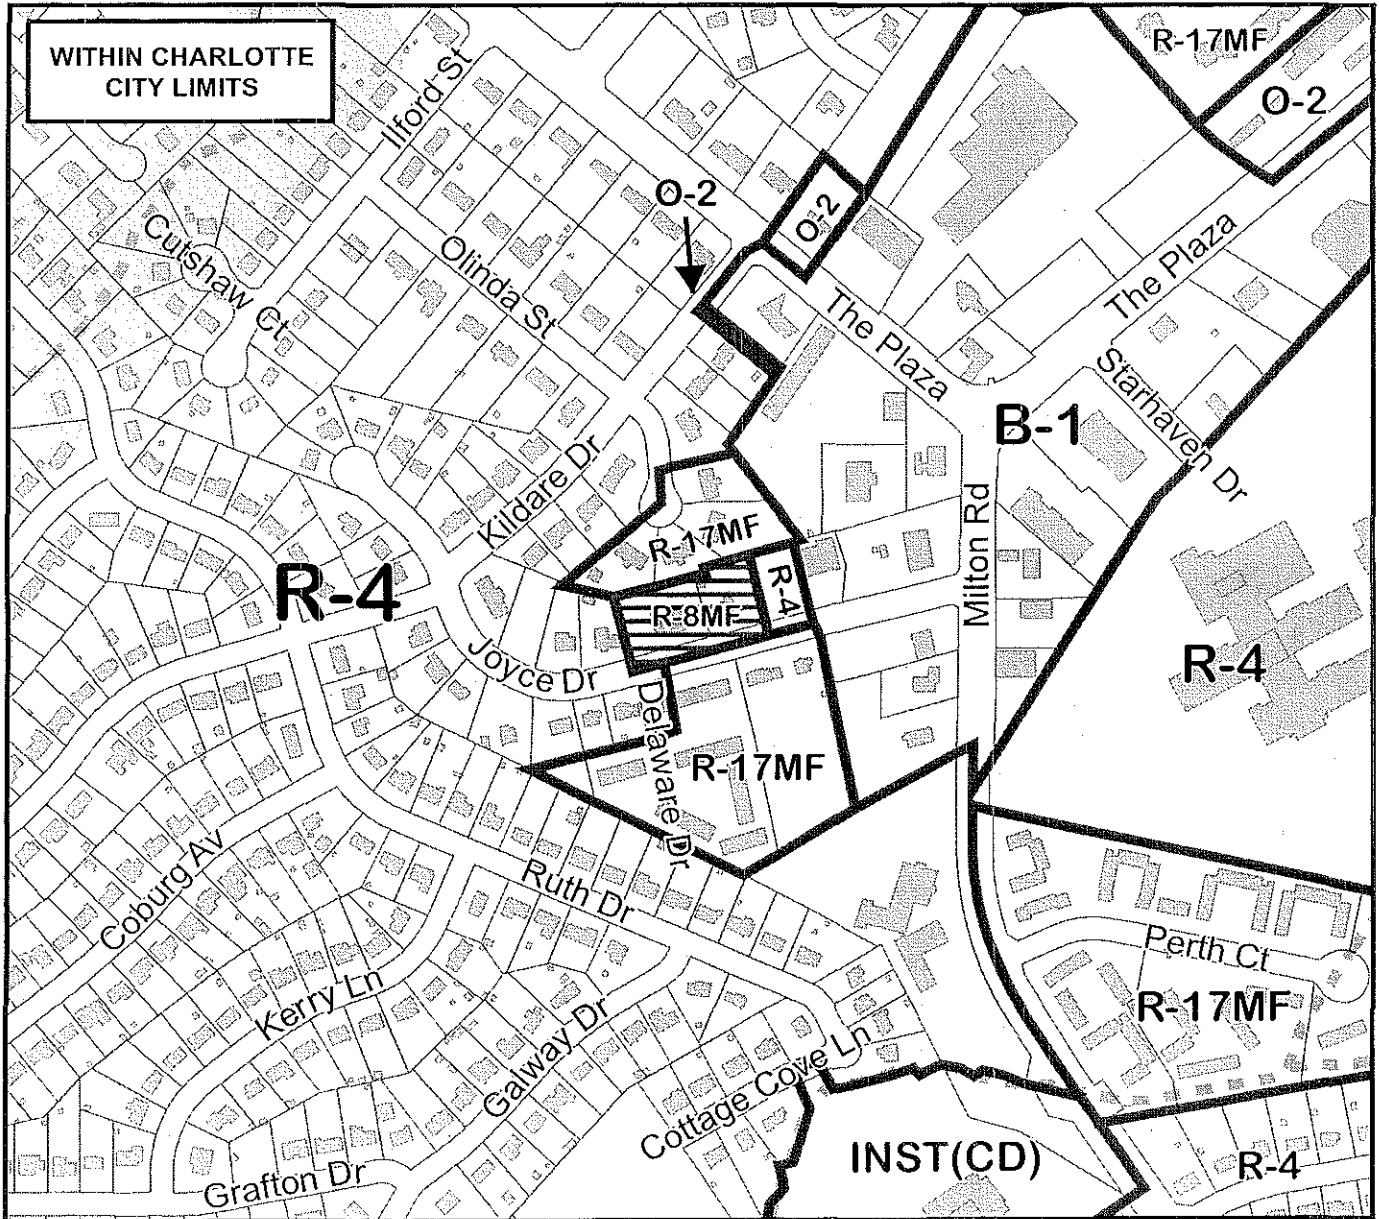 WITHIN CHARLOTTE
CITY LIMITS
R-17MF
O-2
Ilford St
O-2
O-2
Cutshaw Ct
Olinda St
The Plaza
The Plaza
Starhaven Dr
B-1
Kildare Dr
Milton Rd
R-17MF
R-4
R-4
R-8MF
Joyce Dr
R-4
Delaware Dr
R-17MF
Coburg Av
Ruth Dr
Perth Ct
Kerry Ln
R-17MF
Galway Dr
Cottage Cove Ln
INST(CD)
R-4
Grafton Dr